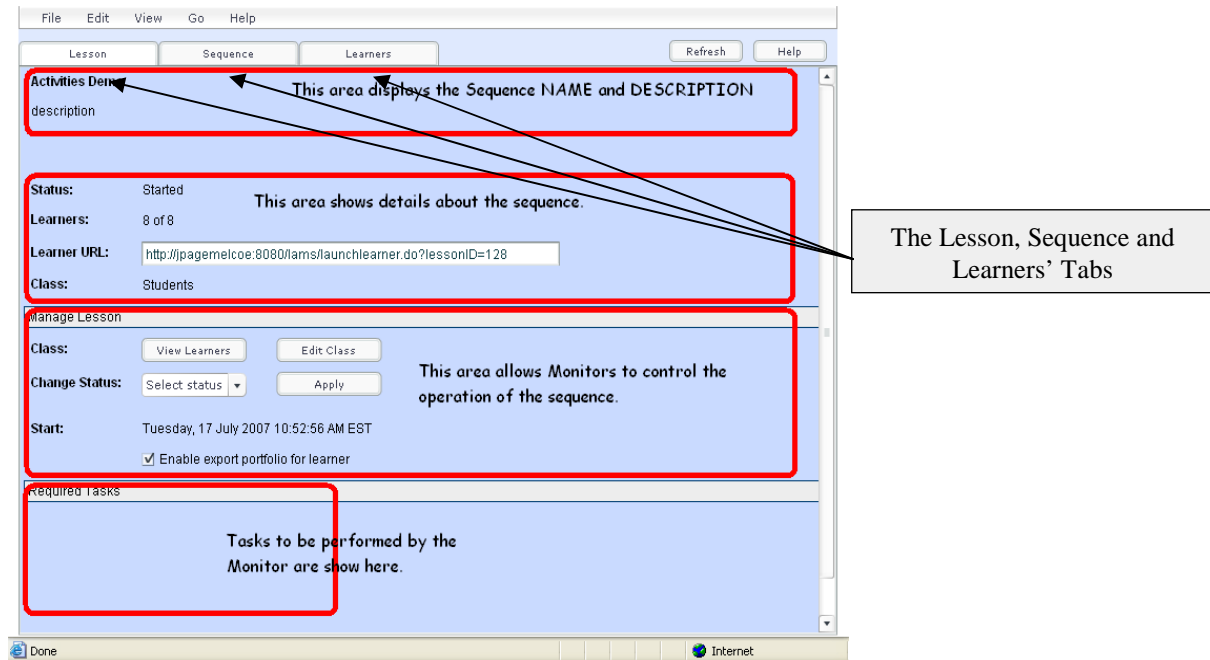 File Edit View Go Help
Lesson Sequence Learners Refresh Help
Activities Demo
This area displays the Sequence NAME and DESCRIPTION
description
Status: Started
This area shows details about the sequence.
Learners: 8 of 8
Learner URL: http://jpagemelcoe:8080/lams/launchlearner.do?lessonID=128
Class: Students
The Lesson, Sequence and
Learners’ Tabs
Manage Lesson
Class: View Learners Edit Class
Change Status: Select status Apply
This area allows Monitors to control the
operation of the sequence.
Start: Tuesday, 17 July 2007 10:52:56 AM EST
Enable export portfolio for learner
Required Tasks
Tasks to be performed by the
Monitor are show here.
Done Internet